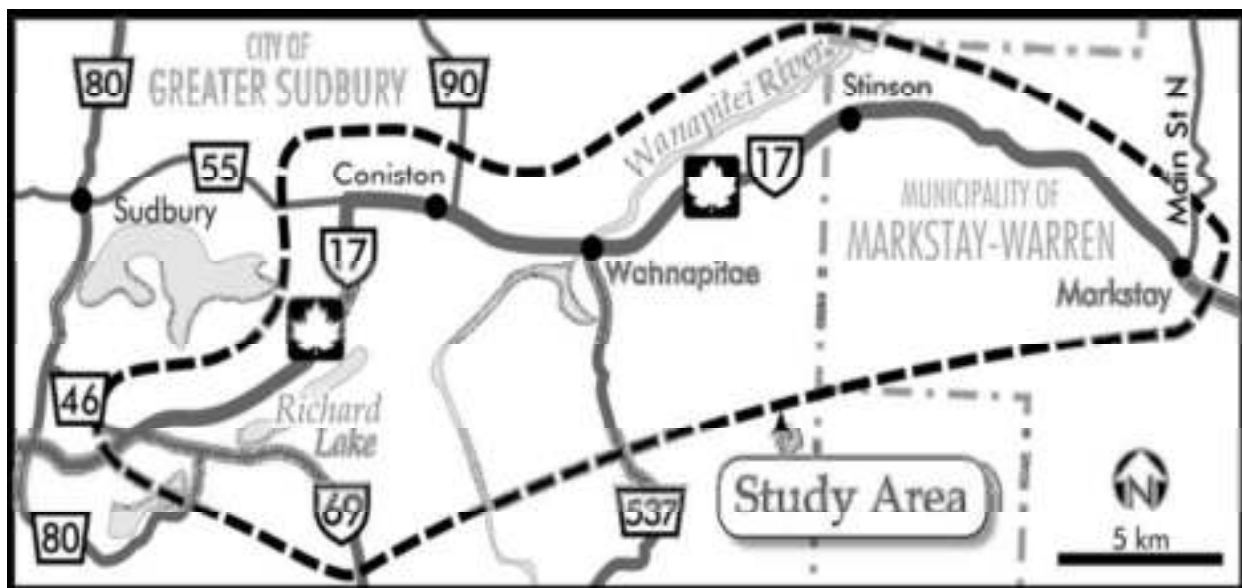 80
CITY OF
GREATER SUDBURY
90
Wanapitei River
Stinson
Main St N
55
Coniston
17
Sudbury
MUNICIPALITY OF
MARKSTAY-WARREN
17
Wahnapitae
Markstay
46
Richard
Lake
69
537
Study Area
N
5 km
80